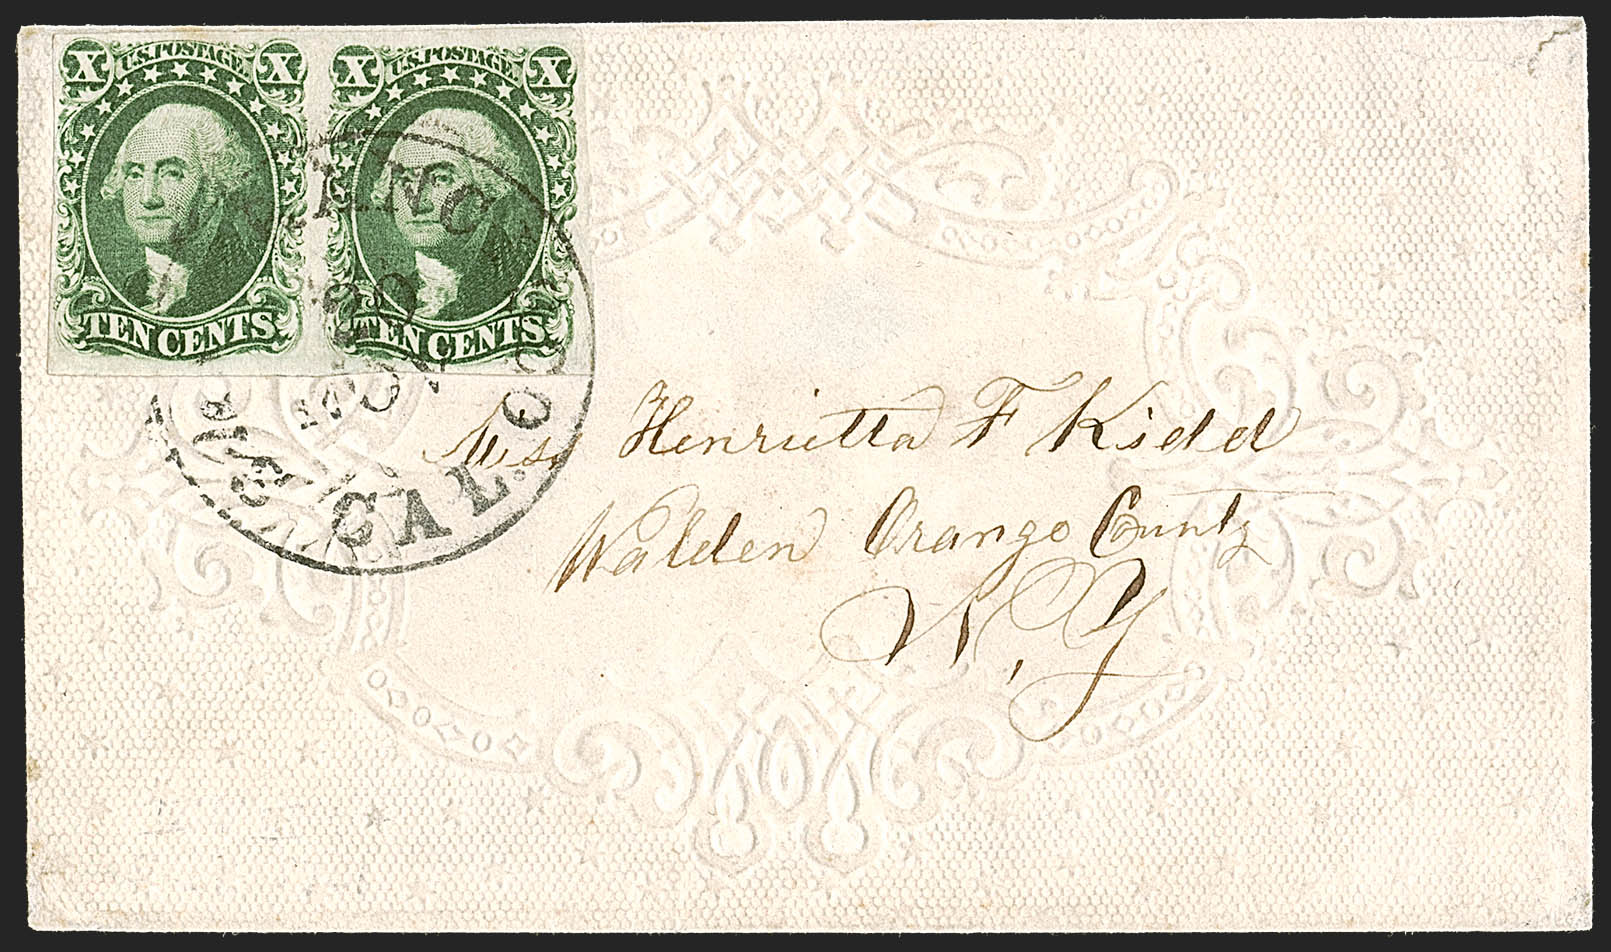 X U.S. POSTAGE. X
TEN CENTS
X U.S. POSTAGE. X
TEN CENTS
CAL.
Miss Henrietta F Kidd
Walden Orange County
N.Y